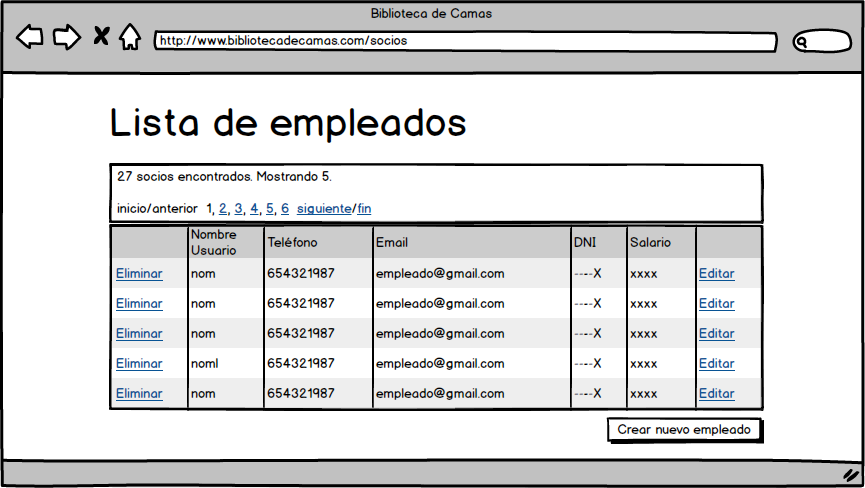 Biblioteca de Camas
http://www.bibliotecadecamas.com/socios
Lista de empleados
27 socios encontrados. Mostrando 5.
inicio/anterior 1, 2, 3, 4, 5, 6 siguiente/fin
Nombre Usuario Teléfono Email DNI Salario
Eliminar nom 654321987 empleado@gmail.com ----X xxxx Editar
Eliminar nom 654321987 empleado@gmail.com ----X xxxx Editar
Eliminar nom 654321987 empleado@gmail.com ----X xxxx Editar
Eliminar noml 654321987 empleado@gmail.com ----X xxxx Editar
Eliminar nom 654321987 empleado@gmail.com ----X xxxx Editar
Crear nuevo empleado